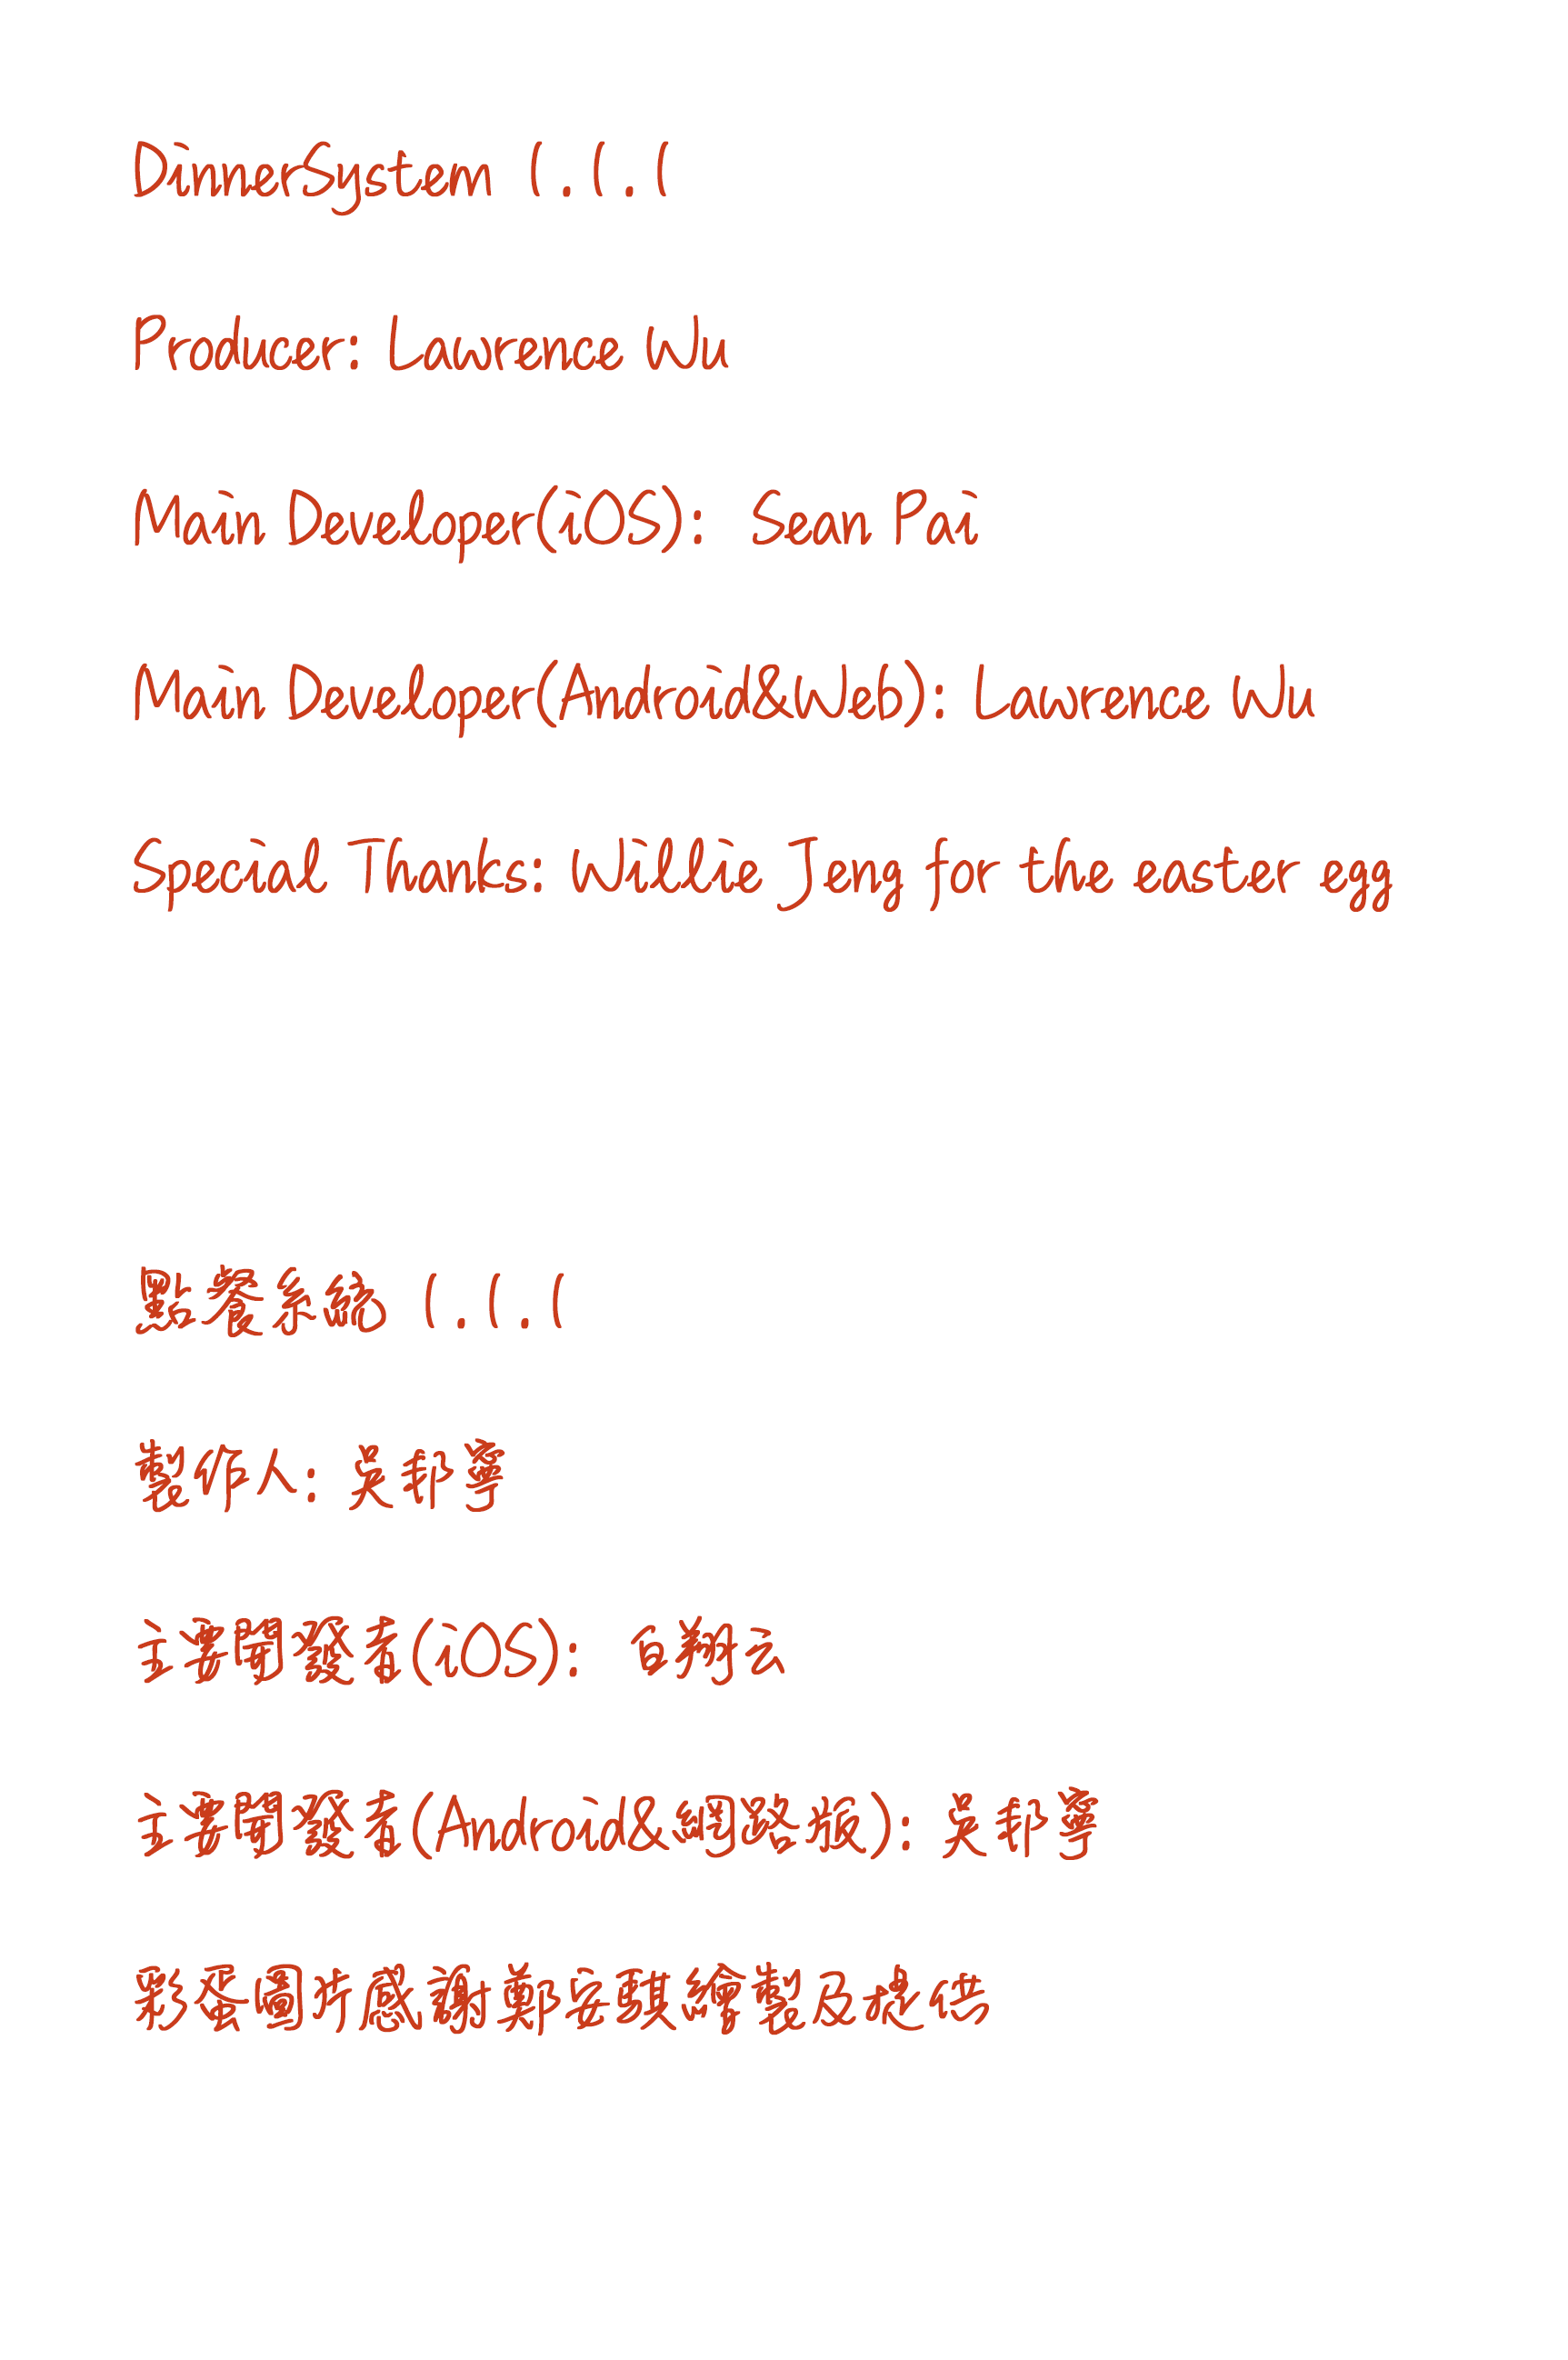 DinnerSystem 1.1.1
Producer: Lawrence Wu
Main Developer(iOS):  Sean Pai
Main Developer(Android&Web): Lawrence Wu
Special Thanks: Willie Jeng for the easter egg
點餐系統 1.1.1
製作人: 吳邦寧
主要開發者(iOS):  白翔云
主要開發者(Android&網路版): 吳邦寧
彩蛋圖片感謝鄭安騏繪製及提供